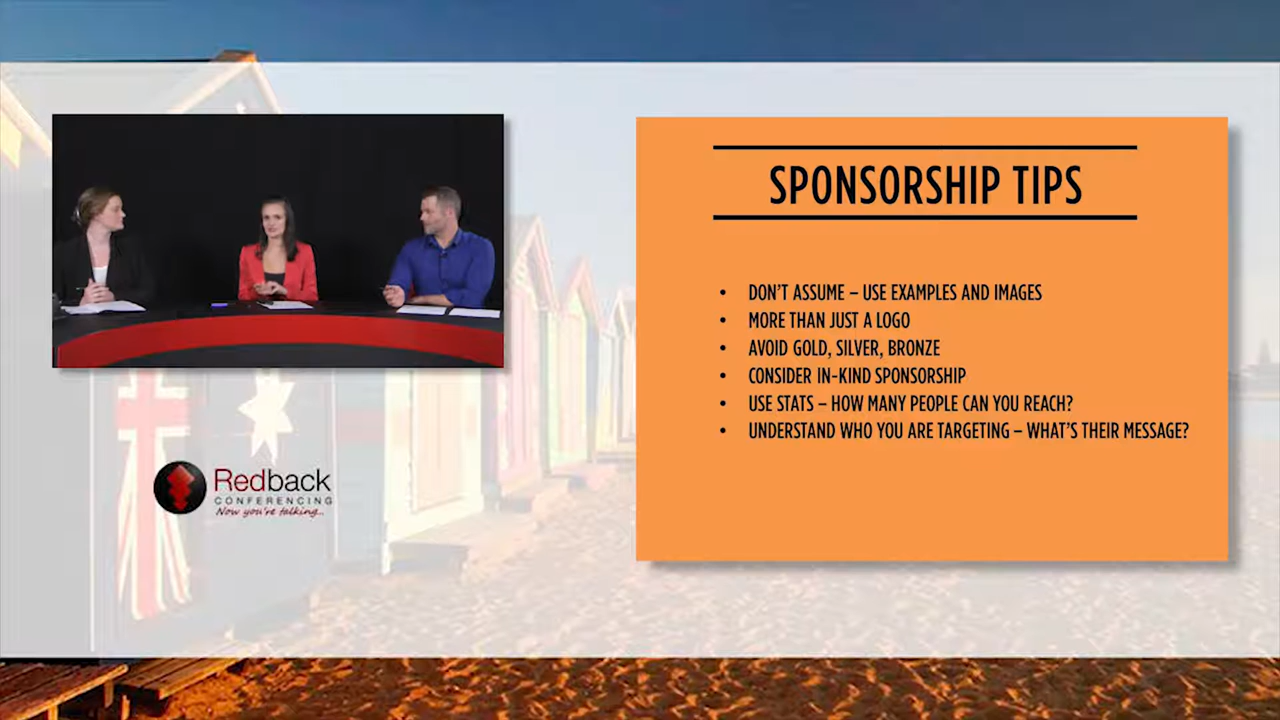 SPONSORSHIP TIPS
• DON'T ASSUME – USE EXAMPLES AND IMAGES
• MORE THAN JUST A LOGO
• AVOID GOLD, SILVER, BRONZE
• CONSIDER IN-KIND SPONSORSHIP
• USE STATS – HOW MANY PEOPLE CAN YOU REACH?
• UNDERSTAND WHO YOU ARE TARGETING – WHAT'S THEIR MESSAGE?
Redback
CONFERENCING
Now you're talking...